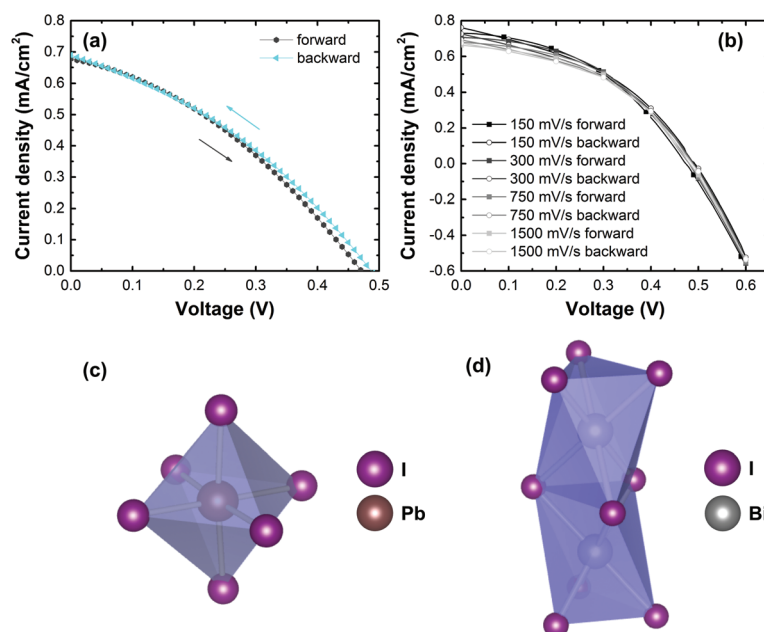 (a)
forward
backward
Current density (mA/cm²)
0.8
0.7
0.6
0.5
0.4
0.3
0.2
0.1
0.0
0.0 0.1 0.2 0.3 0.4 0.5
Voltage (V)
(b)
Current density (mA/cm²)
0.8
0.6
0.4
0.2
0.0
-0.2
-0.4
-0.6
150 mV/s forward
150 mV/s backward
300 mV/s forward
300 mV/s backward
750 mV/s forward
750 mV/s backward
1500 mV/s forward
1500 mV/s backward
0.0 0.1 0.2 0.3 0.4 0.5 0.6
Voltage (V)
(c)
I
Pb
(d)
I
Bi